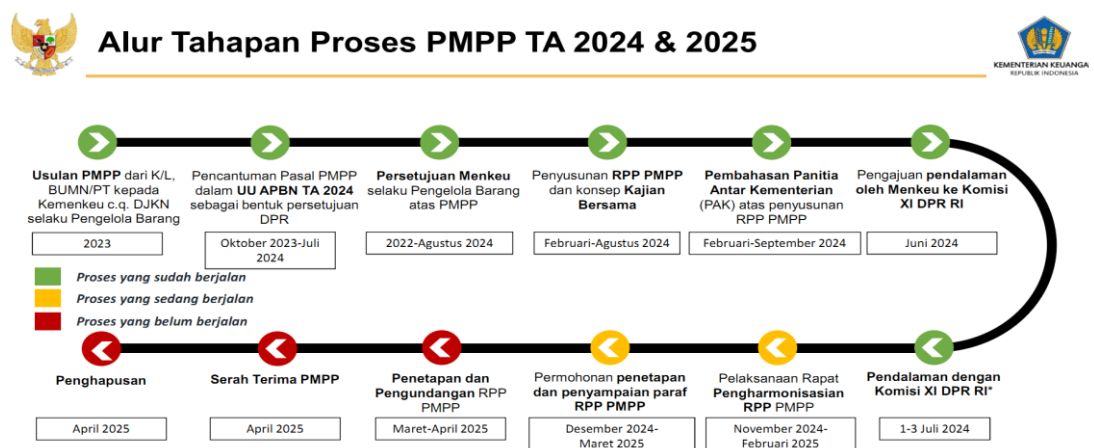 Alur Tahapan Proses PMPP TA 2024 & 2025
KEMENTERIAN KEUANGA
REPUBLIK INDONESIA
Usulan PMPP dari K/L,
BUMN/PT kepada
Kemenkeu c.q. DJKN
selaku Pengelola Barang
2023
Pencantuman Pasal PMPP
dalam UU APBN TA 2024
sebagai bentuk persetujuan
DPR
Oktober 2023-Juli
2024
Persetujuan Menkeu
selaku Pengelola Barang
atas PMPP
2022-Agustus 2024
Penyusunan RPP PMPP
dan konsep Kajian
Bersama
Februari-Agustus 2024
Pembahasan Panitia
Antar Kementerian
(PAK) atas penyusunan
RPP PMPP
Februari-September 2024
Pengajuan pendalaman
oleh Menkeu ke Komisi
XI DPR RI
Juni 2024
Proses yang sudah berjalan
Proses yang sedang berjalan
Proses yang belum berjalan
Penghapusan
April 2025
Serah Terima PMPP
April 2025
Penetapan dan
Pengundangan RPP
PMPP
Maret-April 2025
Permohonan penetapan
dan penyampaian paraf
RPP PMPP
Desember 2024-
Maret 2025
Pelaksanaan Rapat
Pengharmonisasian
RPP PMPP
November 2024-
Februari 2025
Pendalaman dengan
Komisi XI DPR RI*
1-3 Juli 2024